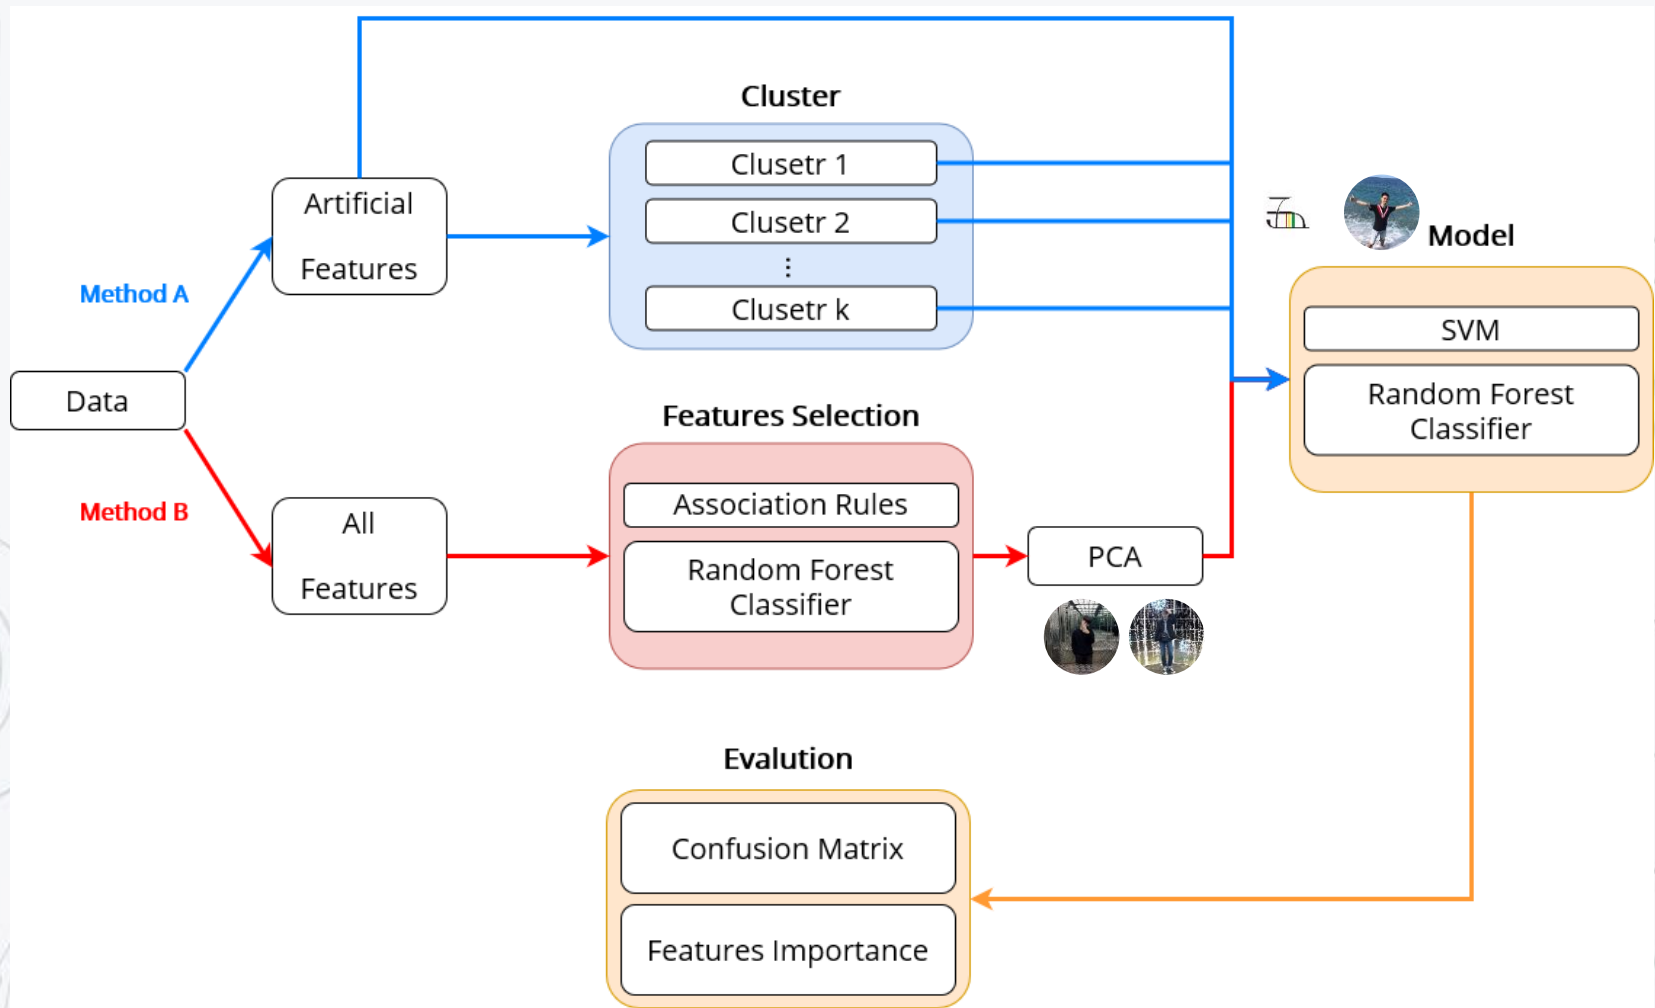 Cluster
Clusetr 1
Clusetr 2
⋮
Clusetr k
Artificial
Features
Method A
Data
Method B
All
Features
Features Selection
Association Rules
Random Forest
Classifier
PCA
Model
SVM
Random Forest
Classifier
Evalution
Confusion Matrix
Features Importance